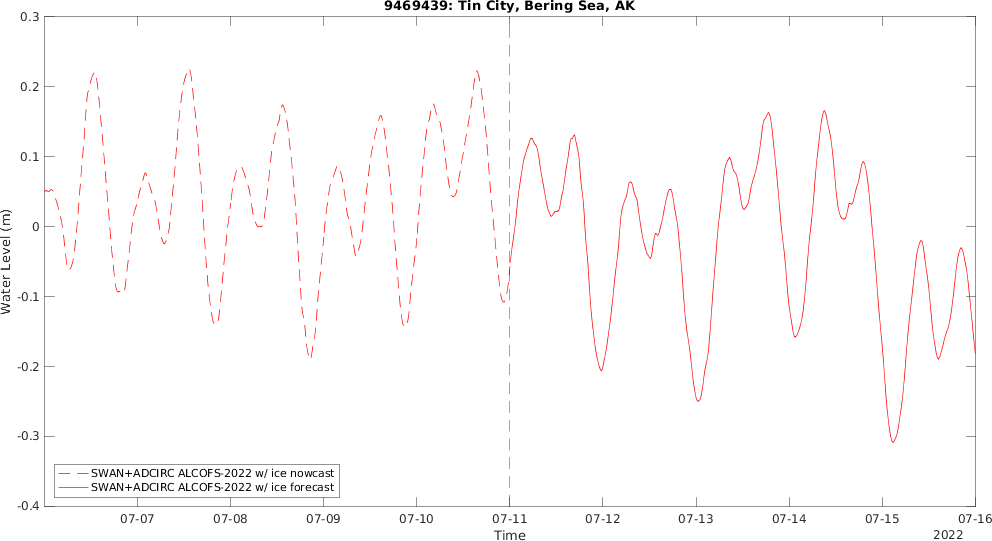 9469439: Tin City, Bering Sea, AK
0.3
0.2
0.1
0
-0.1
-0.2
-0.3
-0.4
Water Level (m)
SWAN+ADCIRC ALCOFS-2022 w/ ice nowcast
SWAN+ADCIRC ALCOFS-2022 w/ ice forecast
07-07 07-08 07-09 07-10 07-11 07-12 07-13 07-14 07-15 07-16
Time
2022